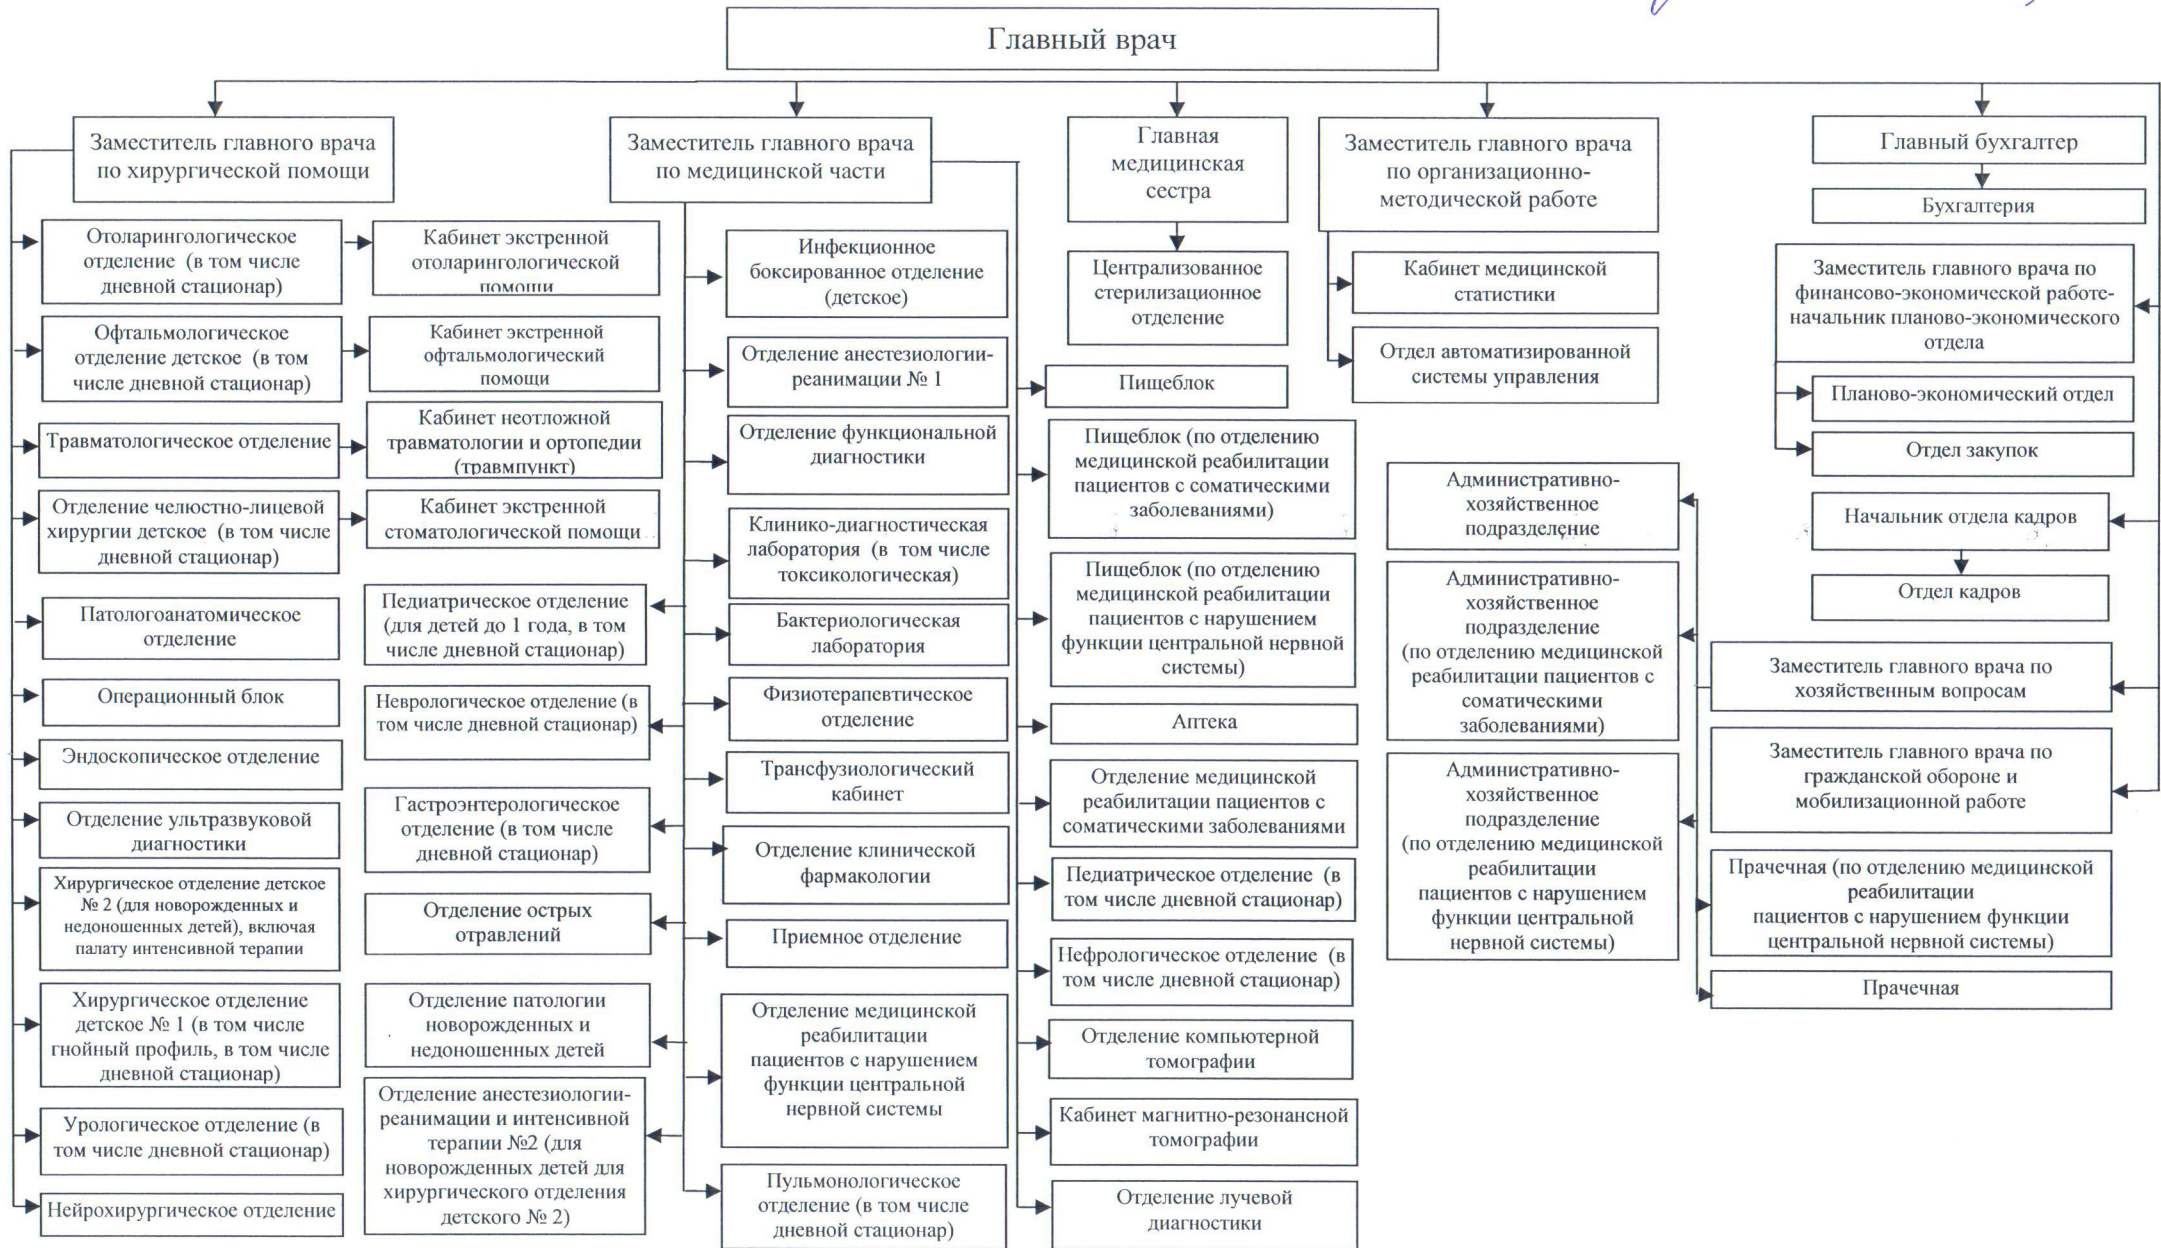 Главный врач
Заместитель главного врача
по хирургической помощи
Отоларингологическое
отделение (в том числе
дневной стационар)
Кабинет экстренной
отоларингологической
помощи
Офтальмологическое
отделение детское (в том
числе дневной стационар)
Кабинет экстренной
офтальмологический
помощи
Травматологическое отделение
Кабинет неотложной
травматологии и ортопедии
(травмпункт)
Отделение челюстно-лицевой
хирургии детское (в том числе
дневной стационар)
Кабинет экстренной
стоматологической помощи
Патологоанатомическое
отделение
Операционный блок
Эндоскопическое отделение
Отделение ультразвуковой
диагностики
Хирургическое отделение детское
№ 2 (для новорожденных и
недоношенных детей), включая
палату интенсивной терапии
Хирургическое отделение
детское № 1 (в том числе
гнойный профиль, в том числе
дневной стационар)
Урологическое отделение (в
том числе дневной стационар)
Нейрохирургическое отделение
Заместитель главного врача
по медицинской части
Педиатрическое отделение
(для детей до 1 года, в том
числе дневной стационар)
Неврологическое отделение (в
том числе дневной стационар)
Гастроэнтерологическое
отделение (в том числе
дневной стационар)
Отделение острых
отравлений
Отделение патологии
новорожденных и
недоношенных детей
Отделение анестезиологии-
реанимации и интенсивной
терапии №2 (для
новорожденных детей для
хирургического отделения
детского № 2)
Инфекционное
боксированное отделение
(детское)
Отделение анестезиологии-
реанимации № 1
Отделение функциональной
диагностики
Клинико-диагностическая
лаборатория (в том числе
токсикологическая)
Бактериологическая
лаборатория
Физиотерапевтическое
отделение
Трансфузиологический
кабинет
Отделение клинической
фармакологии
Приемное отделение
Отделение медицинской
реабилитации
пациентов с нарушением
функции центральной
нервной системы
Пульмонологическое
отделение (в том числе
дневной стационар)
Пищеблок
Пищеблок (по отделению
медицинской реабилитации
пациентов с соматическими
заболеваниями)
Пищеблок (по отделению
медицинской реабилитации
пациентов с нарушением
функции центральной нервной
системы)
Аптека
Отделение медицинской
реабилитации пациентов с
соматическими заболеваниями
Педиатрическое отделение (в
том числе дневной стационар)
Нефрологическое отделение (в
том числе дневной стационар)
Отделение компьютерной
томографии
Кабинет магнитно-резонансной
томографии
Отделение лучевой
диагностики
Главная
медицинская
сестра
Централизованное
стерилизационное
отделение
Заместитель главного врача
по организационно-
методической работе
Кабинет медицинской
статистики
Отдел автоматизированной
системы управления
Главный бухгалтер
Бухгалтерия
Заместитель главного врача по
финансово-экономической работе-
начальник планово-экономического
отдела
Планово-экономический отдел
Отдел закупок
Начальник отдела кадров
Отдел кадров
Заместитель главного врача по
хозяйственным вопросам
Административно-
хозяйственное
подразделение
Административно-
хозяйственное
подразделение
(по отделению медицинской
реабилитации пациентов с
соматическими
заболеваниями)
Административно-
хозяйственное
подразделение
(по отделению медицинской
реабилитации
пациентов с нарушением
функции центральной
нервной системы)
Заместитель главного врача по
гражданской обороне и
мобилизационной работе
Прачечная (по отделению медицинской
реабилитации
пациентов с нарушением функции
центральной нервной системы)
Прачечная